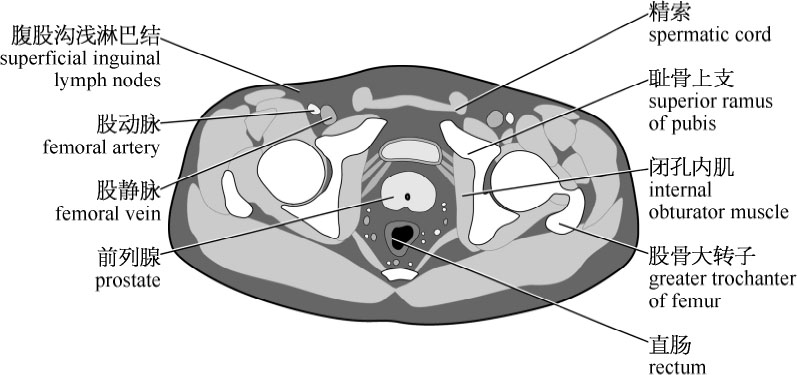 腹股沟浅淋巴结
superficial inguinal
lymph nodes
股动脉
femoral artery
股静脉
femoral vein
前列腺
prostate
精索
spermatic cord
耻骨上支
superior ramus
of pubis
闭孔内肌
internal
obturator muscle
股骨大转子
greater trochanter
of femur
直肠
rectum